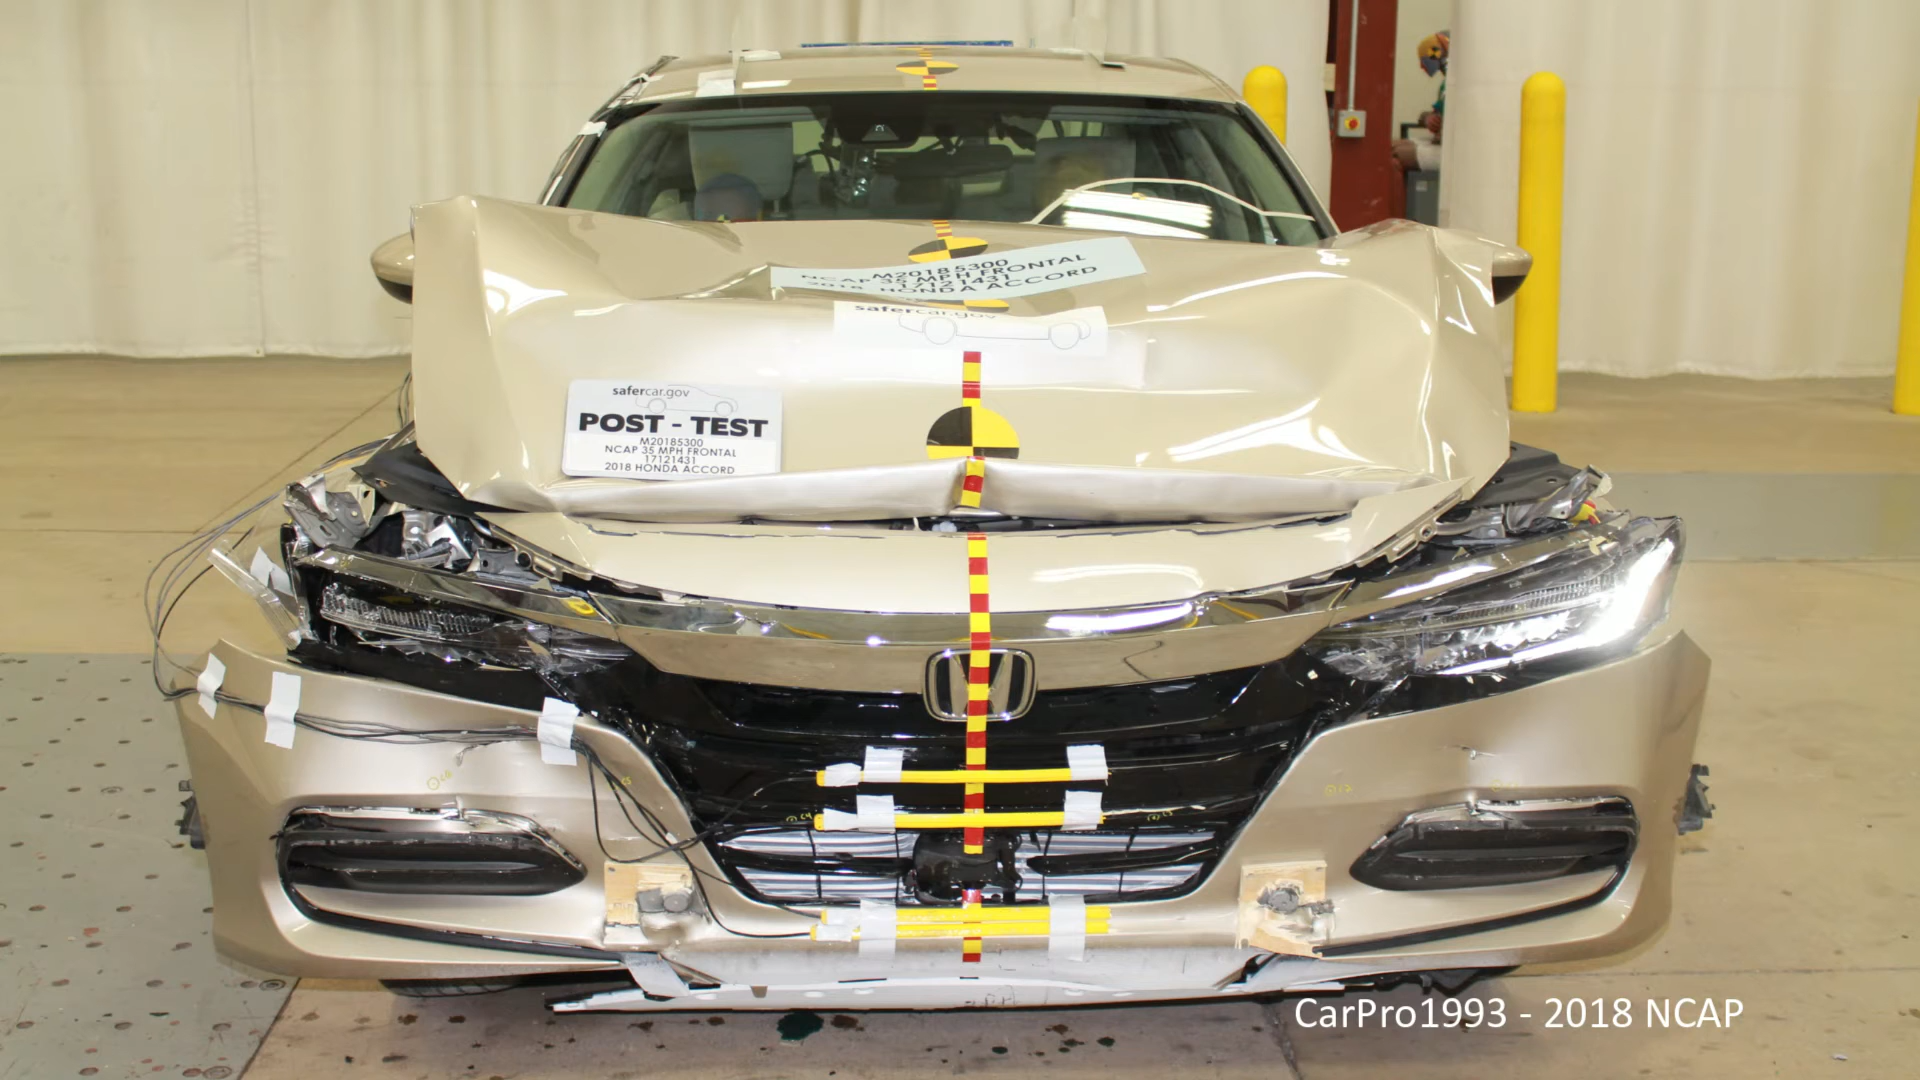 M20185300
NCAP 35 MPH FRONTAL
17121431
2018 HONDA ACCORD
safercar.gov
safercar.gov
POST - TEST
M20185300
NCAP 35 MPH FRONTAL
17121431
2018 HONDA ACCORD
CarPro1993 - 2018 NCAP